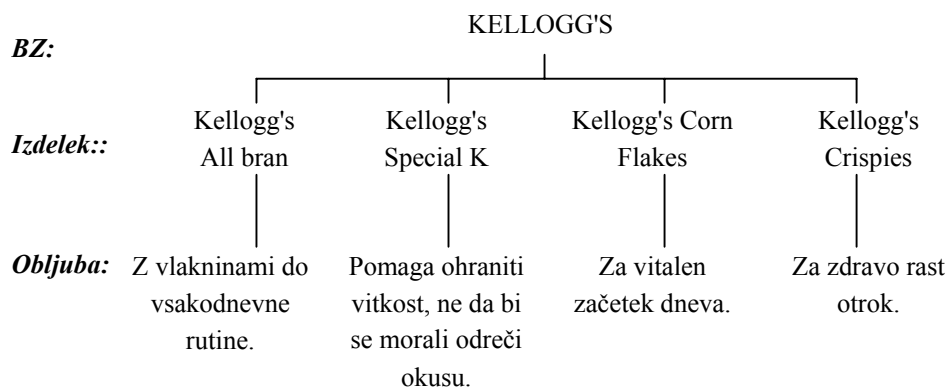 BZ:
KELLOGG'S
Izdelek::
Kellogg's
All bran
Kellogg's
Special K
Kellogg's Corn
Flakes
Kellogg's
Crispies
Obljuba:
Z vlakninami do
vsakodnevne
rutine.
Pomaga ohraniti
vitkost, ne da bi
se morali odreči
okusu.
Za vitalen
začetek dneva.
Za zdravo rast
otrok.